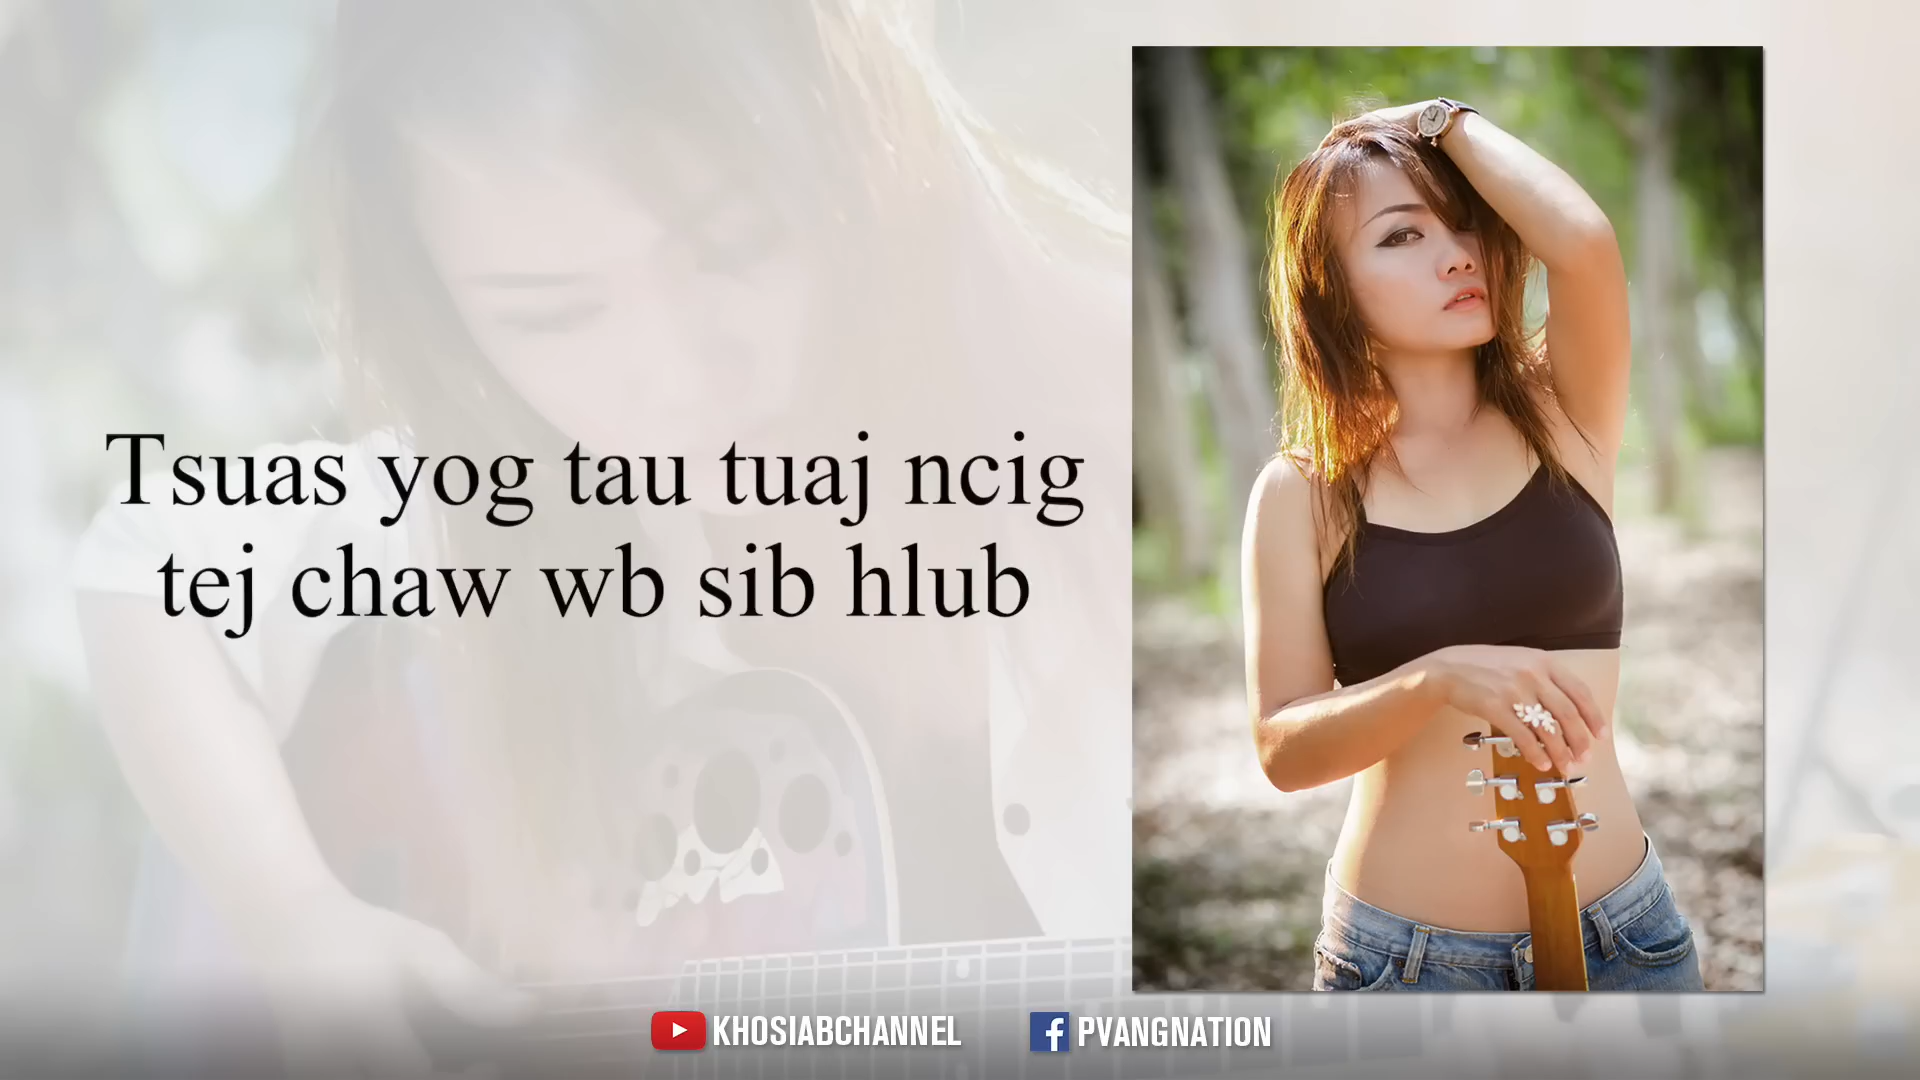 Tsuas yog tau tuaj ncig
tej chaw wb sib hlub
KHOSIABCHANNEL
PVANGNATION